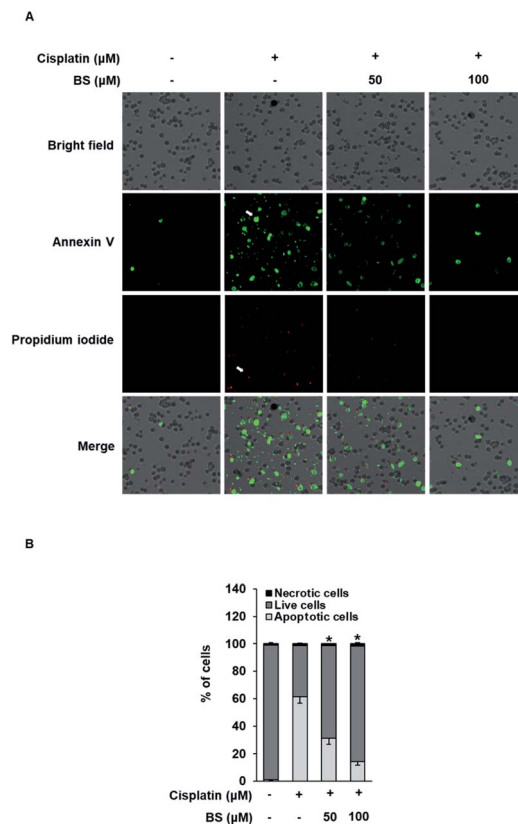 A
Cisplatin (µM) - + + +
BS (µM) - - 50 100
Bright field
Annexin V
Propidium iodide
Merge
B
140
120
100
80
60
40
20
0
% of cells
Necrotic cells
Live cells
Apoptotic cells
* *
Cisplatin (µM) - + + +
BS (µM) - - 50 100